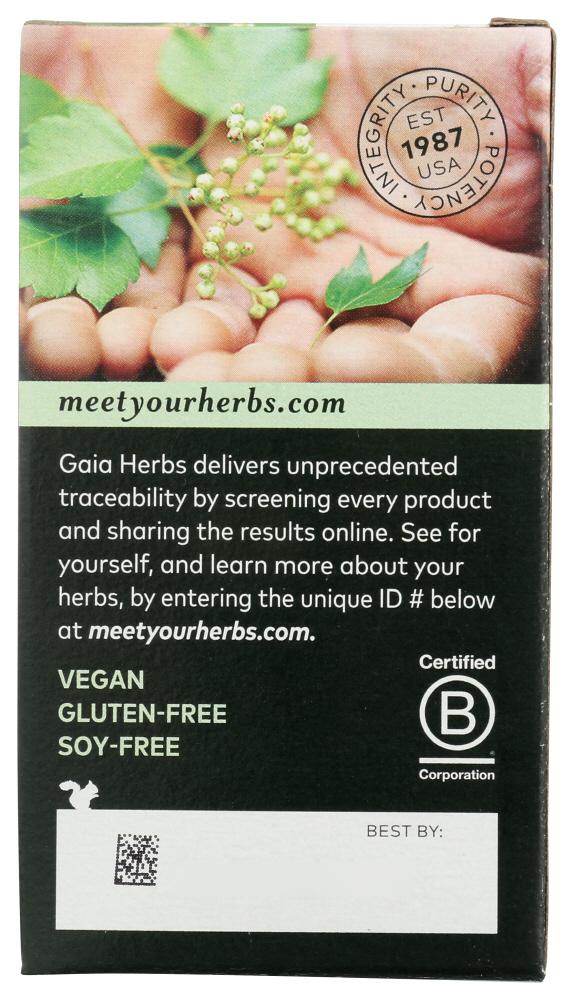 INTEGRITY · PURITY · POTENCY ·
EST
1987
USA
meetyourherbs.com
Gaia Herbs delivers unprecedented
traceability by screening every product
and sharing the results online. See for
yourself, and learn more about your
herbs, by entering the unique ID # below
at meetyourherbs.com.
VEGAN
GLUTEN-FREE
SOY-FREE
Certified
B
®
Corporation
BEST BY: